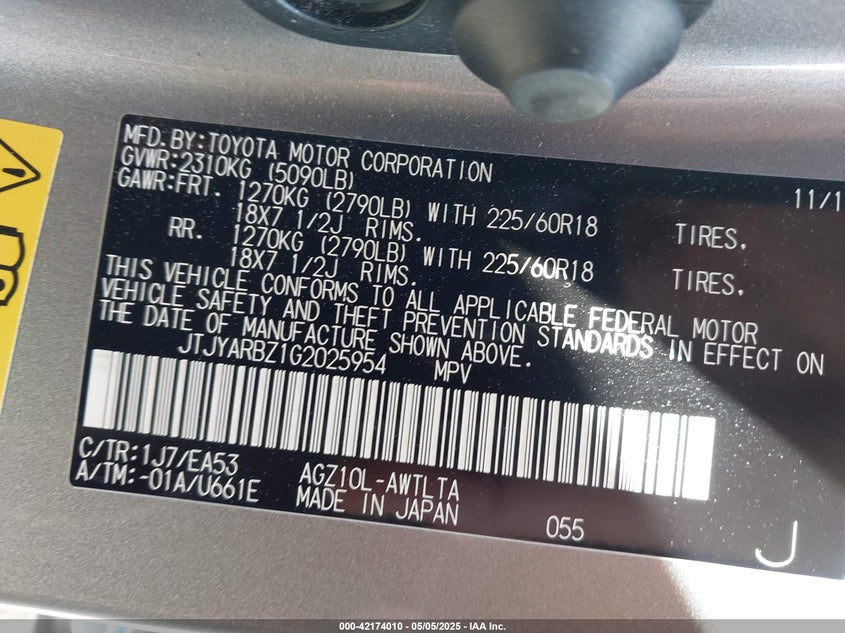 MFD.BY:TOYOTA MOTOR CORPORATION 11/1
GVWR:2310KG (5090LB)
GAWR:FRT. 1270KG (2790LB) WITH 225/60R18 TIRES,
18X7 1/2J RIMS.
RR. 1270KG (2790LB) WITH 225/60R18 TIRES,
18X7 1/2J RIMS.
THIS VEHICLE CONFORMS TO ALL APPLICABLE FEDERAL MOTOR
VEHICLE SAFETY AND THEFT PREVENTION STANDARDS IN EFFECT ON
THE DATE OF MANUFACTURE SHOWN ABOVE.
JTJYARBZ1G2025954 MPV
C/TR:1J7/EA53
A/TM:-01A/U661E
AGZ10L-AWTLTA
MADE IN JAPAN
055
J
000-42174010 - 05/05/2025 - IAA Inc.